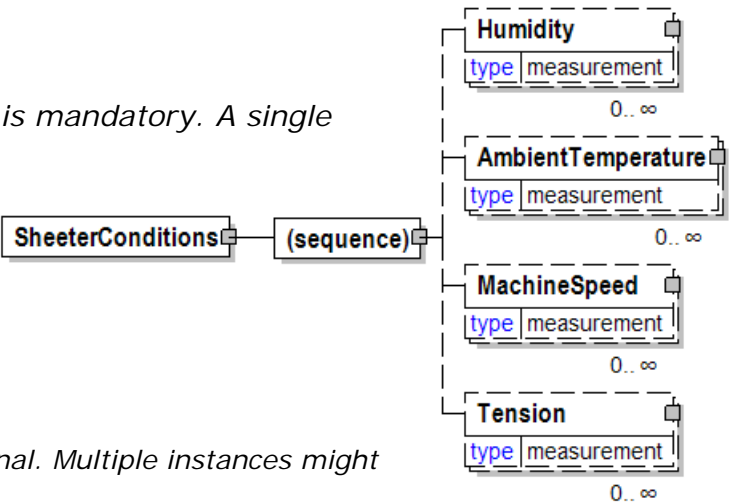 Humidity
type measurement
0.. ∞
is mandatory. A single
AmbientTemperature
type measurement
0.. ∞
SheeterConditions
(sequence)
MachineSpeed
type measurement
0.. ∞
Tension
type measurement
0.. ∞
nal. Multiple instances might